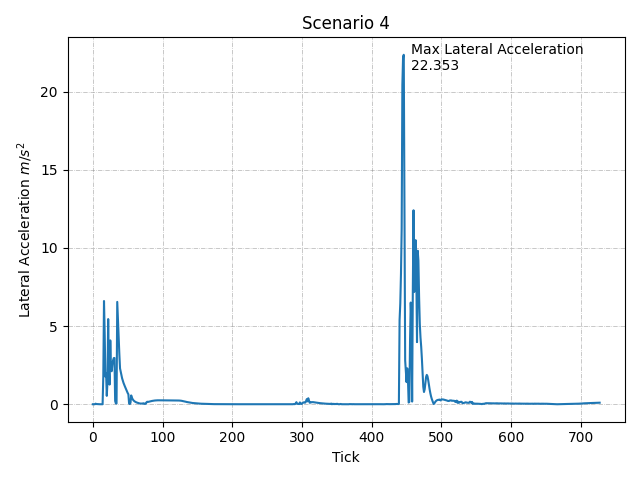 Scenario 4
Max Lateral Acceleration
22.353
20
15
10
5
0
Lateral Acceleration m/s²
0 100 200 300 400 500 600 700
Tick